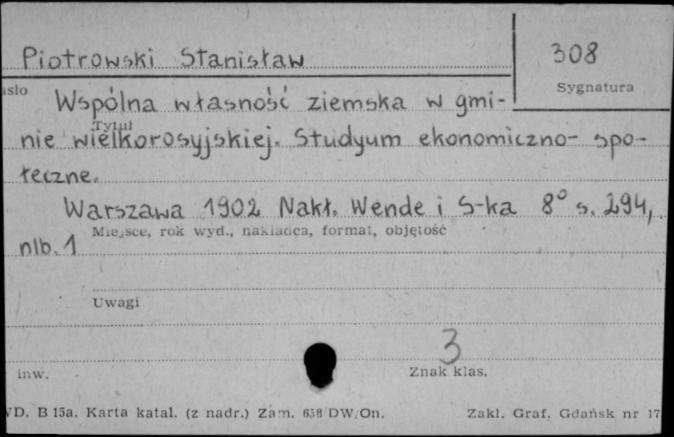 Piotrowski Stanisław 308
Sygnatura
Wspólna własność ziemska w gmi-
Tytuł
nie wielkorosyjskiej. Studyum ekonomiczno-spo-
łeczne.
Warszawa 1902 Nakł. Wende i S-ka 8° s. 294,
Miejsce, rok wyd., nakładca, format, objętość
nlb. 1
Uwagi
3
inw. Znak klas.
D. B 15a. Karta katal. (z nadr.) Zam. 638 DW/On. Zakł. Graf. Gdańsk nr 17